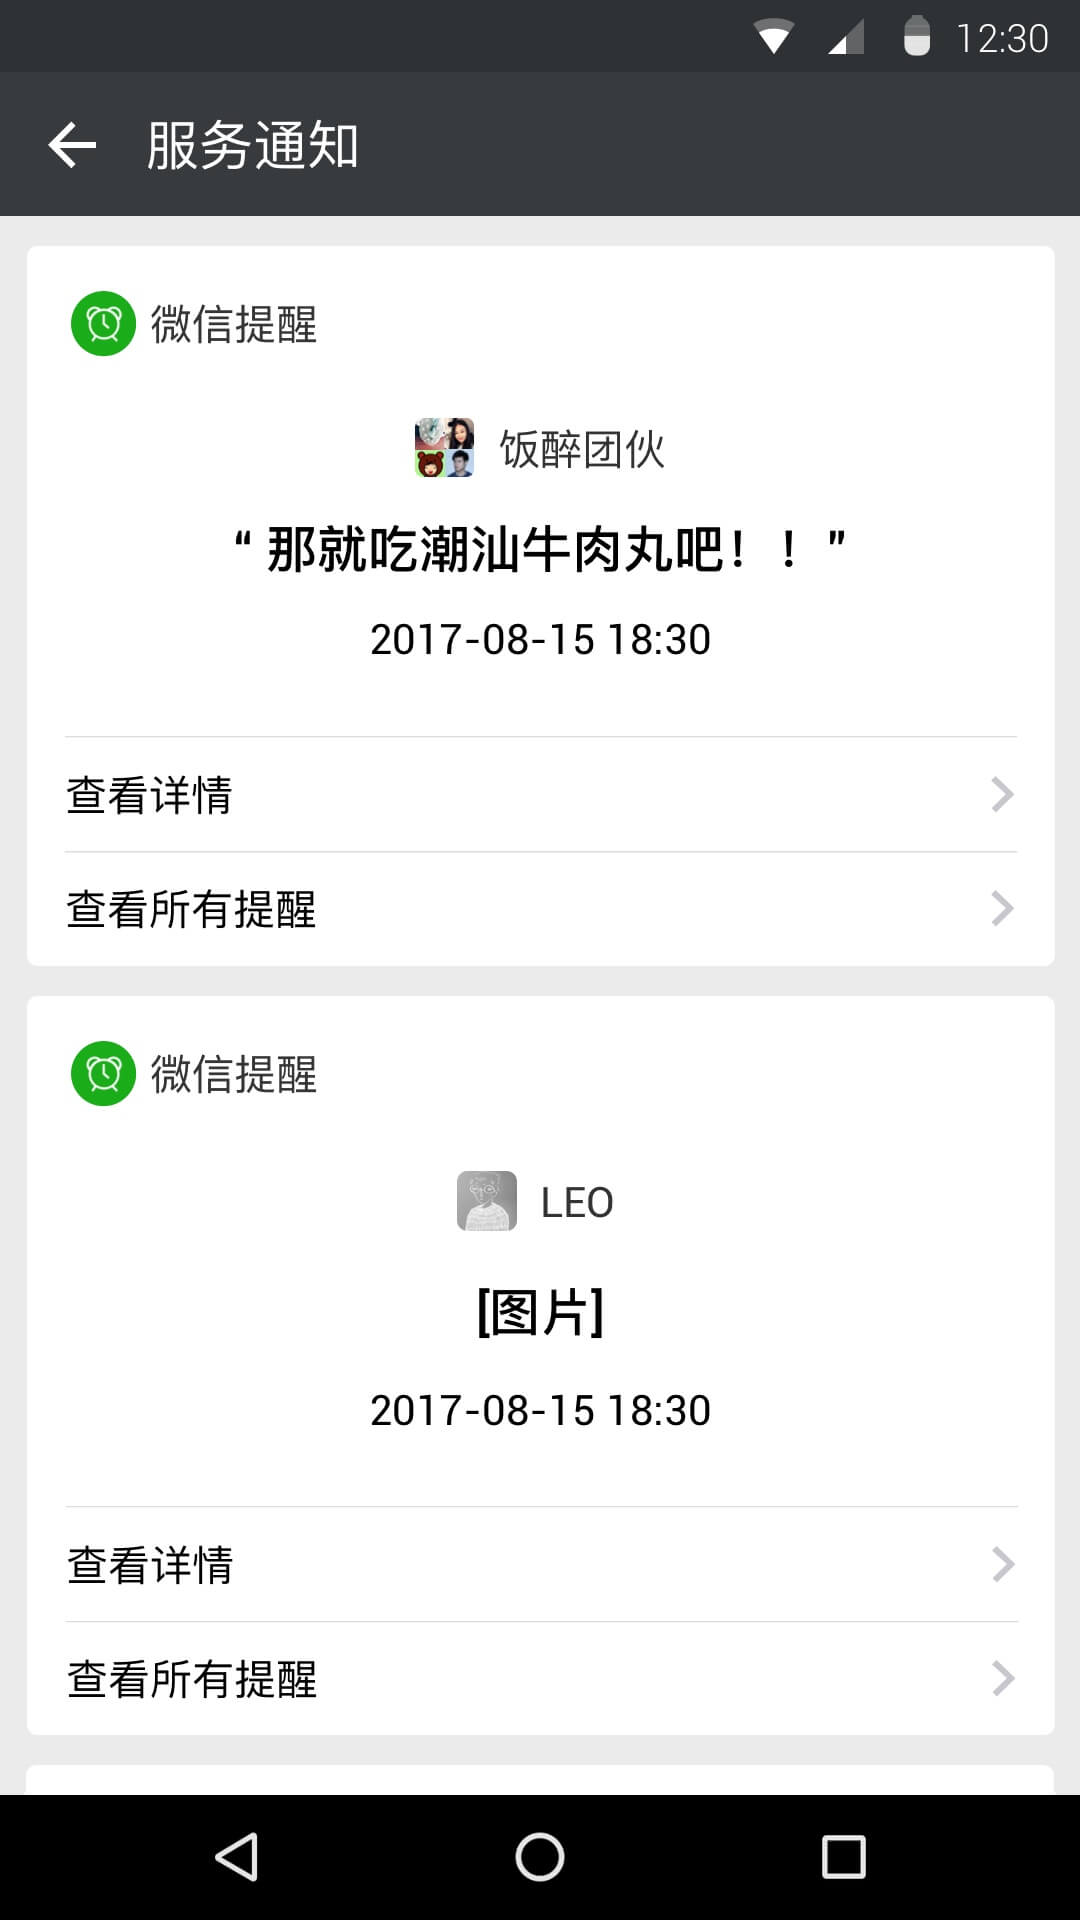 12:30
服务通知
微信提醒
饭醉团伙
“ 那就吃潮汕牛肉丸吧！！”
2017-08-15 18:30
查看详情
查看所有提醒
微信提醒
LEO
[图片]
2017-08-15 18:30
查看详情
查看所有提醒